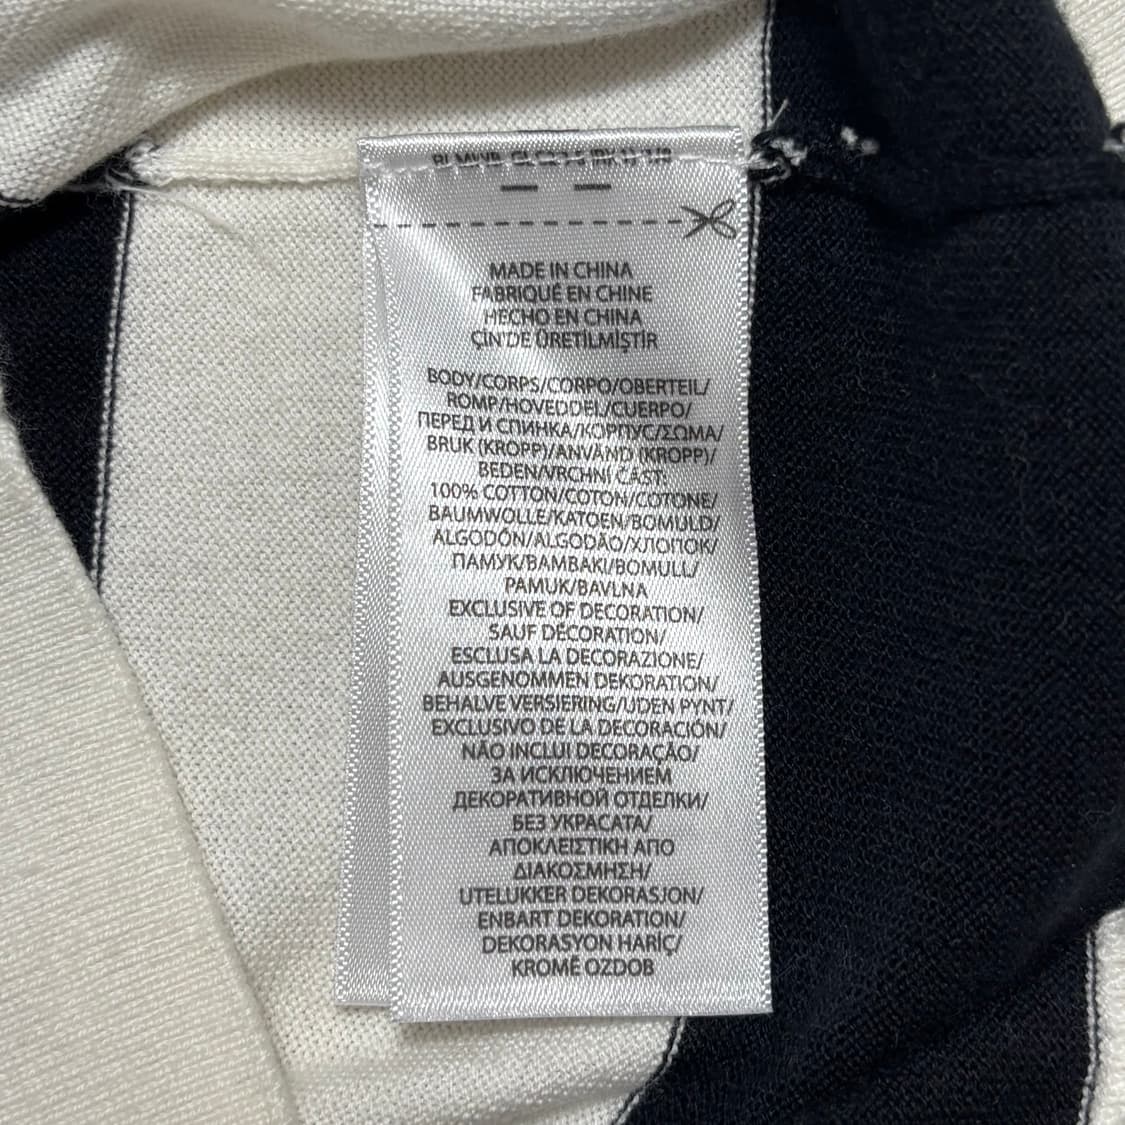 MADE IN CHINA
FABRIQUÉ EN CHINE
HECHO EN CHINA
ÇİN'DE ÜRETİLMİŞTİR
BODY/CORPS/CORPO/OBERTEIL/
ROMP/HOVEDDEL/CUERPO/
ПЕРЕД И СПИНКА/КОРПУС/ΣΩΜΑ/
BRUK (KROPP)/ANVÄND (KROPP)/
BEDEN/VRCHNÍ ČÁST:
100% COTTON/COTON/COTONE/
BAUMWOLLE/KATOEN/BOMULD/
ALGODÓN/ALGODÃO/ХЛОПОК/
ПАМУК/ΒΑΜΒΑΚΙ/BOMULL/
PAMUK/BAVLNA
EXCLUSIVE OF DECORATION/
SAUF DÉCORATION/
ESCLUSA LA DECORAZIONE/
AUSGENOMMEN DEKORATION/
BEHALVE VERSIERING/UDEN PYNT/
EXCLUSIVO DE LA DECORACIÓN/
NÃO INCLUI DECORAÇÃO/
ЗА ИСКЛЮЧЕНИЕМ
ДЕКОРАТИВНОЙ ОТДЕЛКИ/
БЕЗ УКРАСАТА/
ΑΠΟΚΛΕΙΣΤΙΚΗ ΑΠΟ
ΔΙΑΚΟΣΜΗΣΗ/
UTELUKKER DEKORASJON/
ENBART DEKORATION/
DEKORASYON HARİÇ/
KROMĚ OZDOB